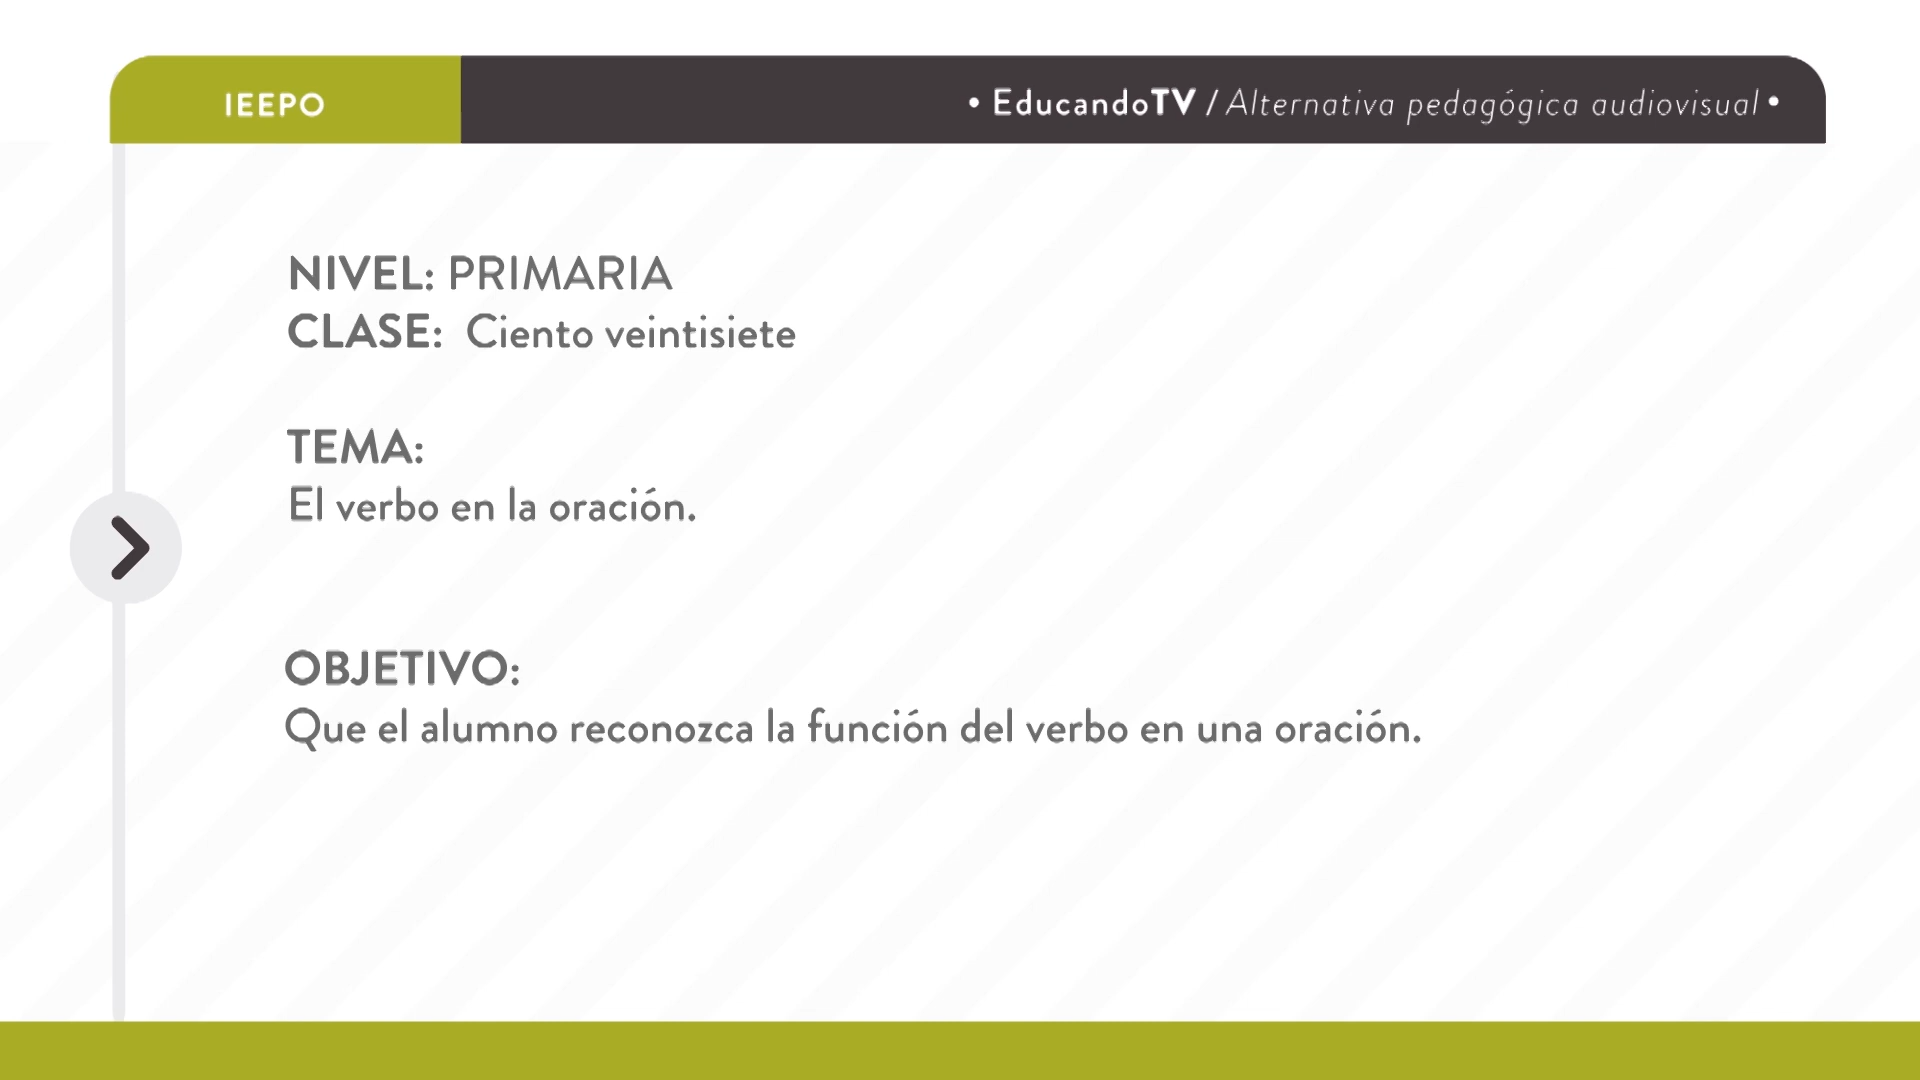 IEEPO
• EducandoTV / Alternativa pedagógica audiovisual •
NIVEL: PRIMARIA
CLASE: Ciento veintisiete
TEMA:
El verbo en la oración.
OBJETIVO:
Que el alumno reconozca la función del verbo en una oración.